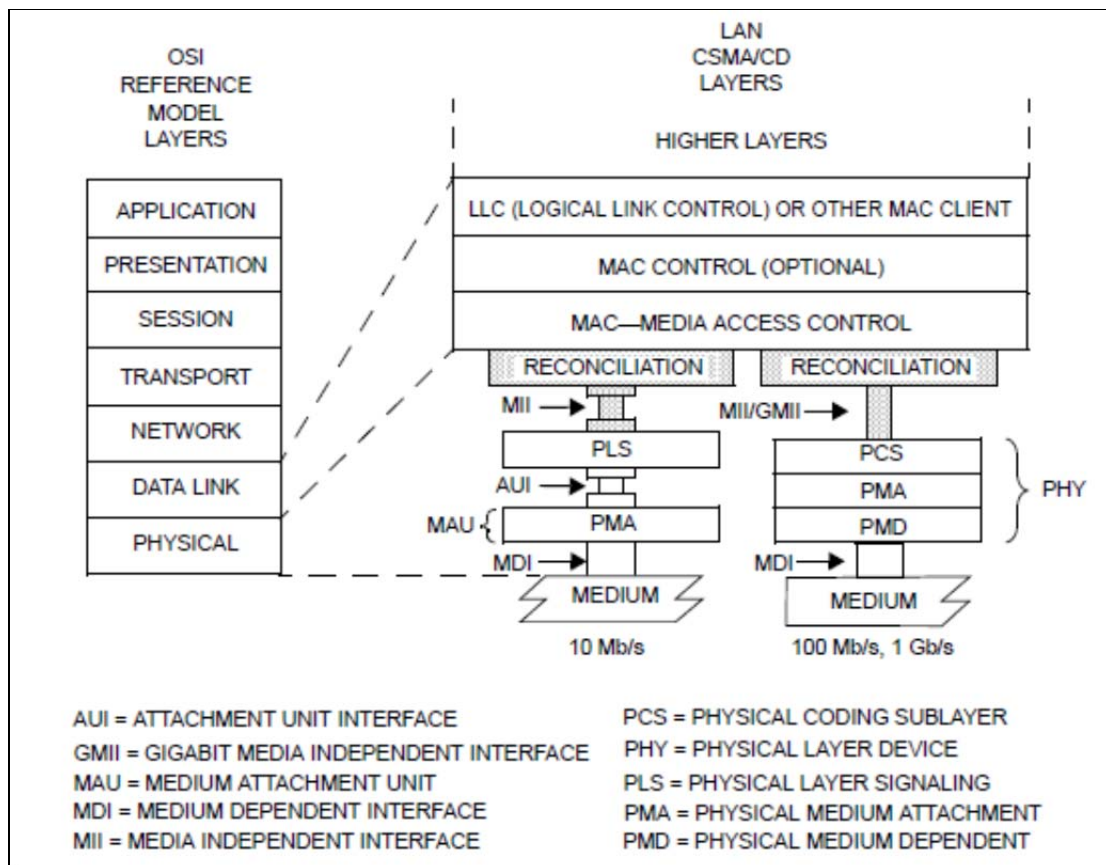 OSI
REFERENCE
MODEL
LAYERS
APPLICATION
PRESENTATION
SESSION
TRANSPORT
NETWORK
DATA LINK
PHYSICAL
LAN
CSMA/CD
LAYERS
HIGHER LAYERS
LLC (LOGICAL LINK CONTROL) OR OTHER MAC CLIENT
MAC CONTROL (OPTIONAL)
MAC—MEDIA ACCESS CONTROL
RECONCILIATION
MII
PLS
AUI
MAU
PMA
MDI
MEDIUM
10 Mb/s
RECONCILIATION
MII/GMII
PCS
PMA
PMD
PHY
MDI
MEDIUM
100 Mb/s, 1 Gb/s
AUI = ATTACHMENT UNIT INTERFACE
GMII = GIGABIT MEDIA INDEPENDENT INTERFACE
MAU = MEDIUM ATTACHMENT UNIT
MDI = MEDIUM DEPENDENT INTERFACE
MII = MEDIA INDEPENDENT INTERFACE
PCS = PHYSICAL CODING SUBLAYER
PHY = PHYSICAL LAYER DEVICE
PLS = PHYSICAL LAYER SIGNALING
PMA = PHYSICAL MEDIUM ATTACHMENT
PMD = PHYSICAL MEDIUM DEPENDENT